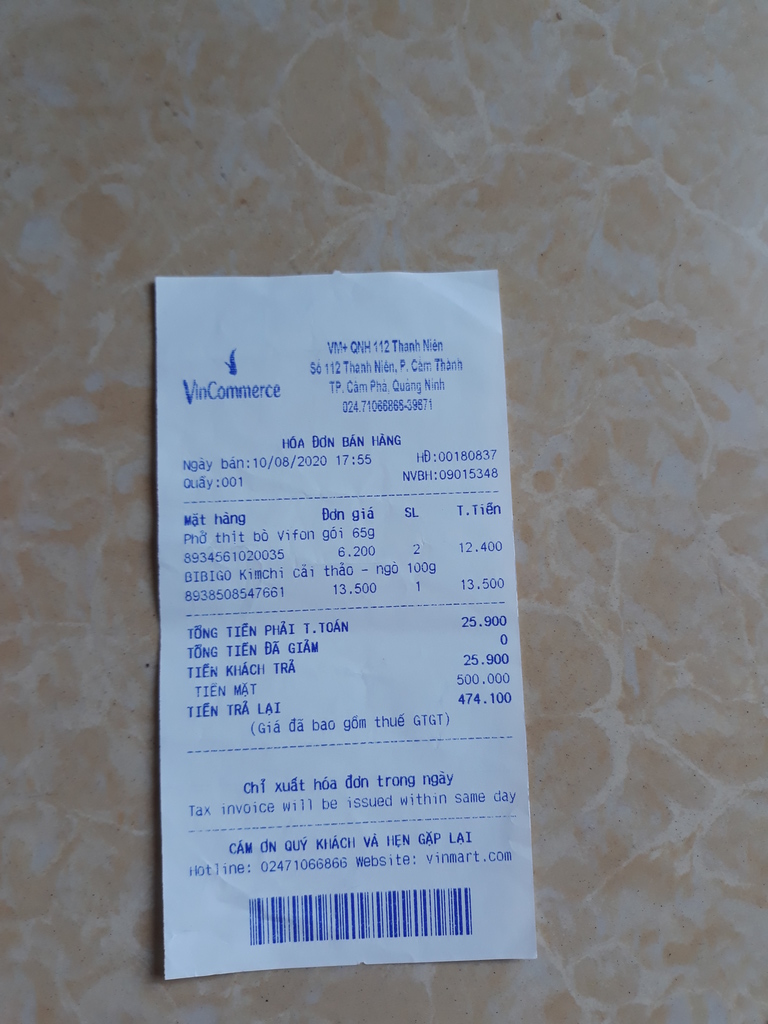 VinCommerce
VM+ QNH 112 Thanh Niên
Số 112 Thanh Niên, P. Cẩm Thành
TP. Cẩm Phả, Quảng Ninh
024.71066866-39871
HÓA ĐƠN BÁN HÀNG
Ngày bán:10/08/2020 17:55 HĐ:00180837
Quầy:001 NVBH:09015348
Mặt hàng Đơn giá SL T.Tiền
Phở thịt bò Vifon gói 65g
8934561020035 6.200 2 12.400
BIBIGO Kimchi cải thảo - ngò 100g
8938508547661 13.500 1 13.500
TỔNG TIỀN PHẢI T.TOÁN 25.900
TỔNG TIỀN ĐÃ GIẢM 0
TIỀN KHÁCH TRẢ 25.900
TIỀN MẶT 500.000
TIỀN TRẢ LẠI 474.100
(Giá đã bao gồm thuế GTGT)
Chỉ xuất hóa đơn trong ngày
Tax invoice will be issued within same day
CẢM ƠN QUÝ KHÁCH VÀ HẸN GẶP LẠI
Hotline: 02471066866 Website: vinmart.com